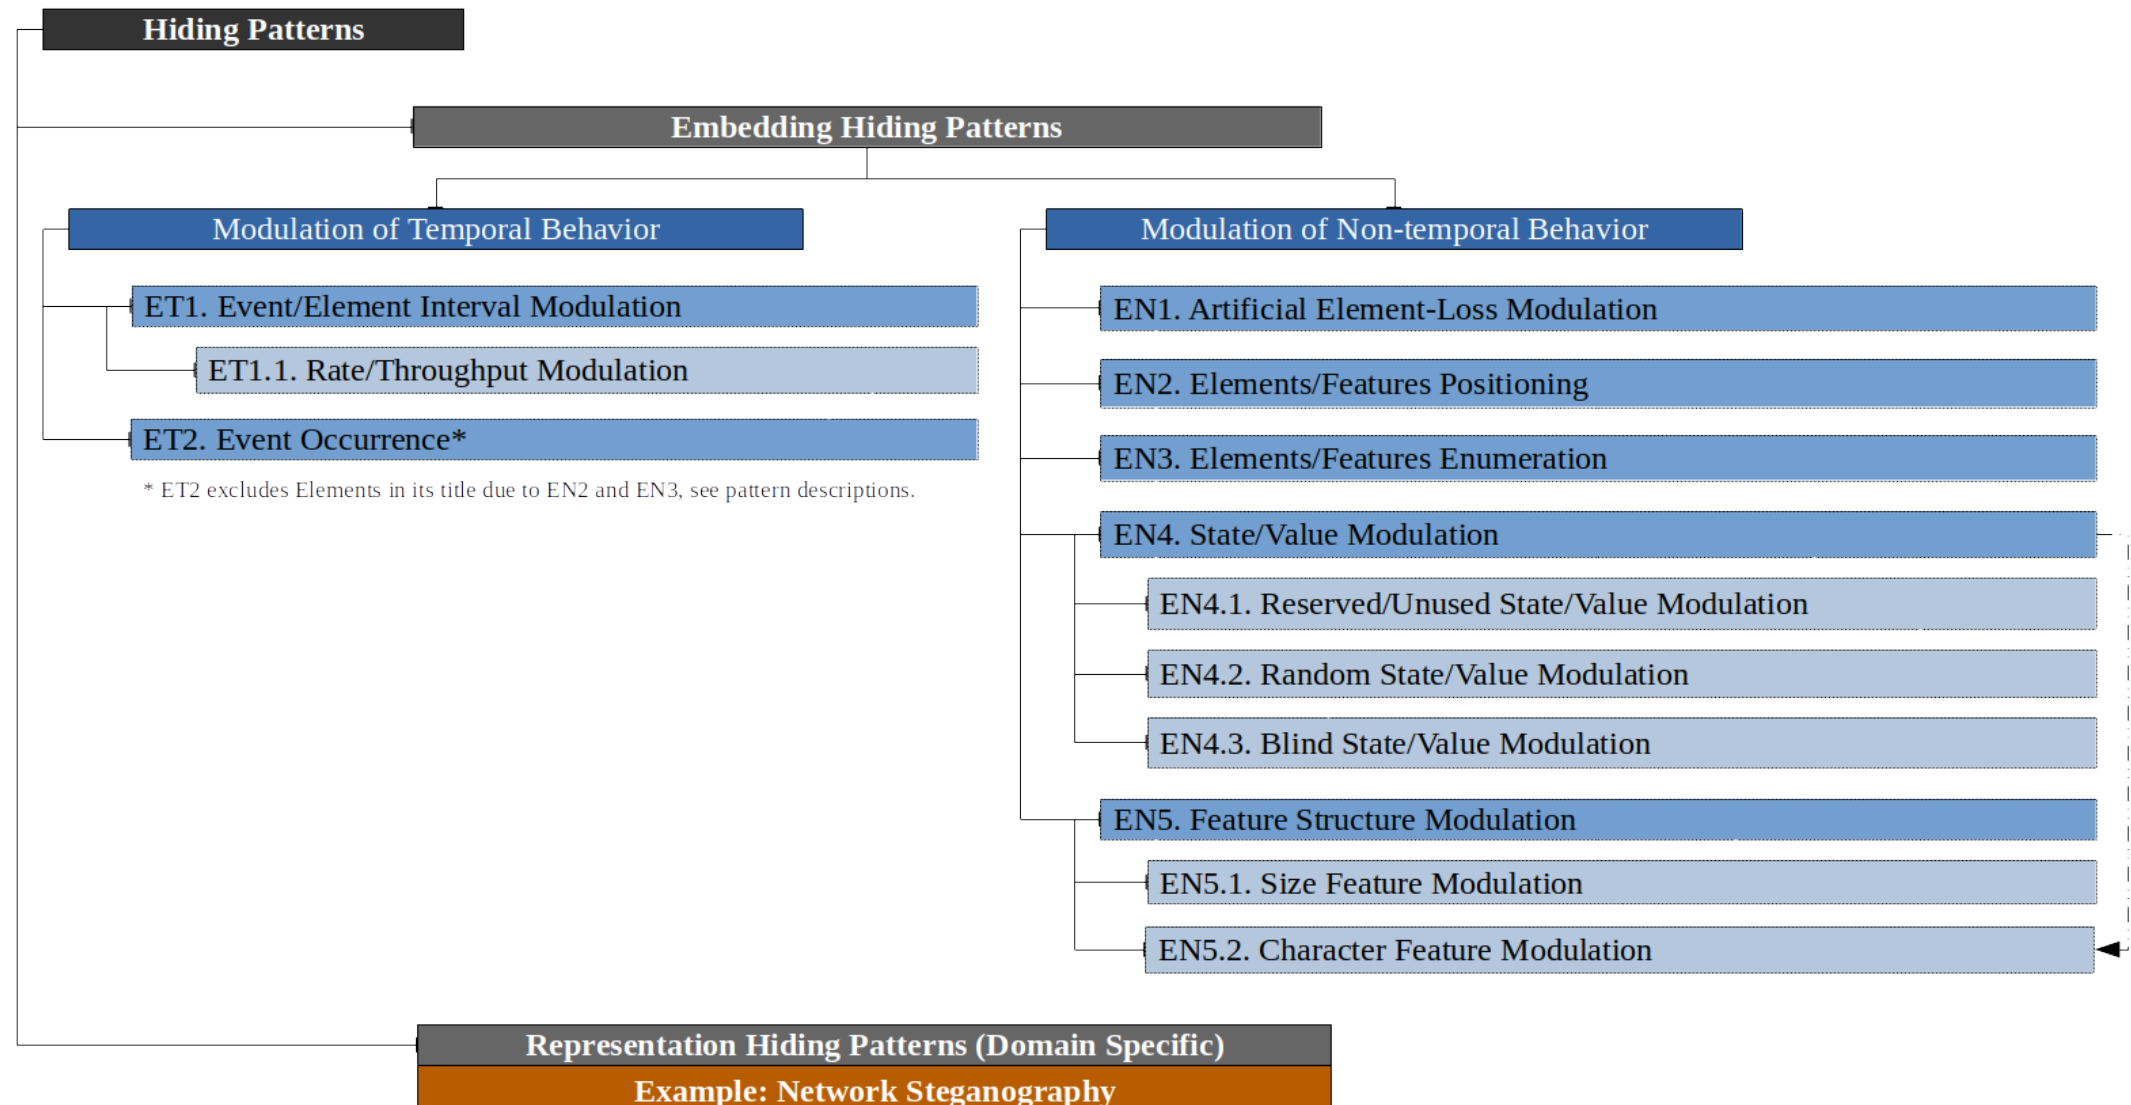 Hiding Patterns
Embedding Hiding Patterns
Modulation of Temporal Behavior
ET1. Event/Element Interval Modulation
ET1.1. Rate/Throughput Modulation
ET2. Event Occurrence*
* ET2 excludes Elements in its title due to EN2 and EN3, see pattern descriptions.
Modulation of Non-temporal Behavior
EN1. Artificial Element-Loss Modulation
EN2. Elements/Features Positioning
EN3. Elements/Features Enumeration
EN4. State/Value Modulation
EN4.1. Reserved/Unused State/Value Modulation
EN4.2. Random State/Value Modulation
EN4.3. Blind State/Value Modulation
EN5. Feature Structure Modulation
EN5.1. Size Feature Modulation
EN5.2. Character Feature Modulation
Representation Hiding Patterns (Domain Specific)
Example: Network Steganography